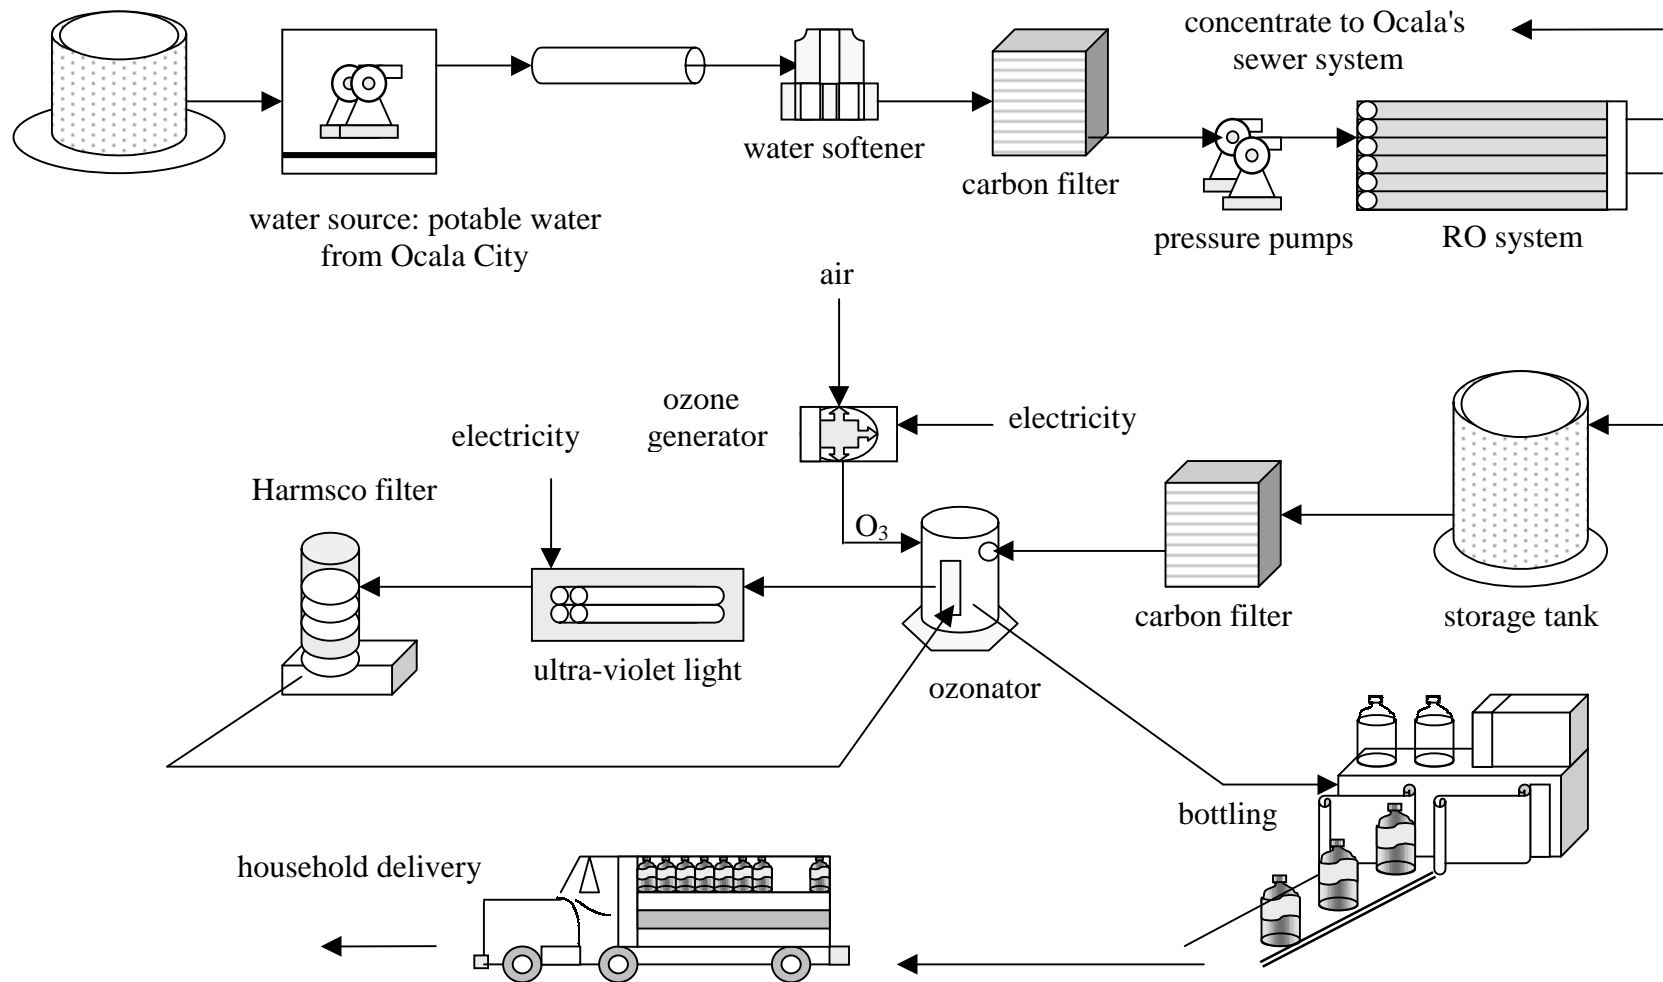 concentrate to Ocala's
sewer system
water softener
carbon filter
water source: potable water
from Ocala City
pressure pumps
RO system
air
ozone
generator
electricity
electricity
Harmsco filter
O₃
carbon filter
storage tank
ultra-violet light
ozonator
bottling
household delivery